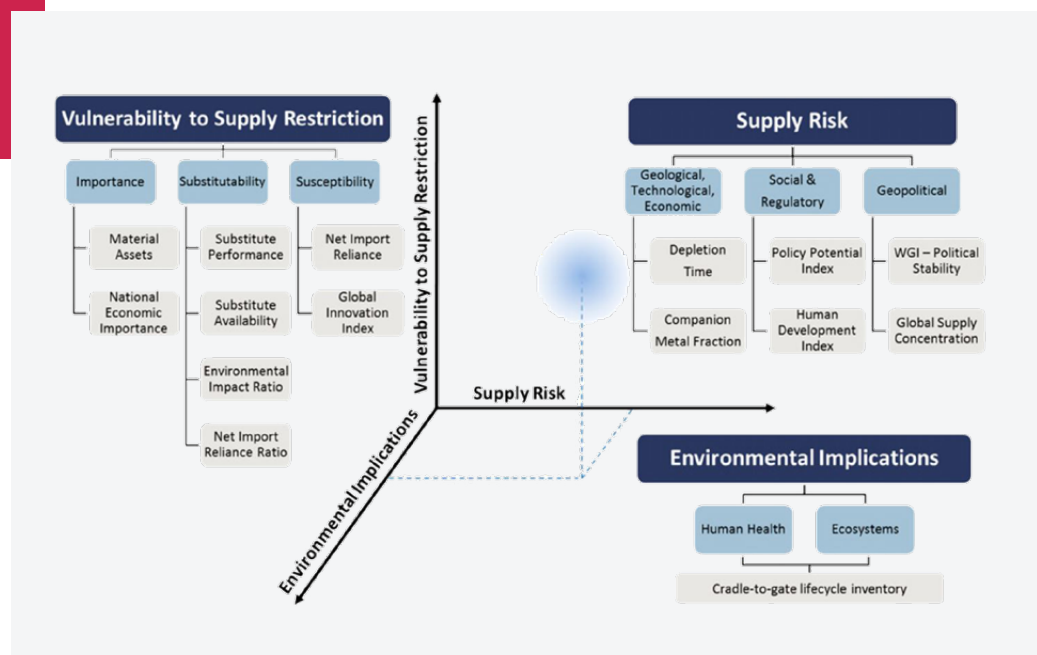 Vulnerability to Supply Restriction
Importance
Substitutability
Susceptibility
Material
Assets
National
Economic
Importance
Substitute
Performance
Substitute
Availability
Environmental
Impact Ratio
Net Import
Reliance Ratio
Net Import
Reliance
Global
Innovation
Index
Vulnerability to Supply Restriction
Supply Risk
Environmental Implications
Supply Risk
Geological,
Technological,
Economic
Social &
Regulatory
Geopolitical
Depletion
Time
Companion
Metal Fraction
Policy Potential
Index
Human
Development
Index
WGI – Political
Stability
Global Supply
Concentration
Environmental Implications
Human Health
Ecosystems
Cradle-to-gate lifecycle inventory